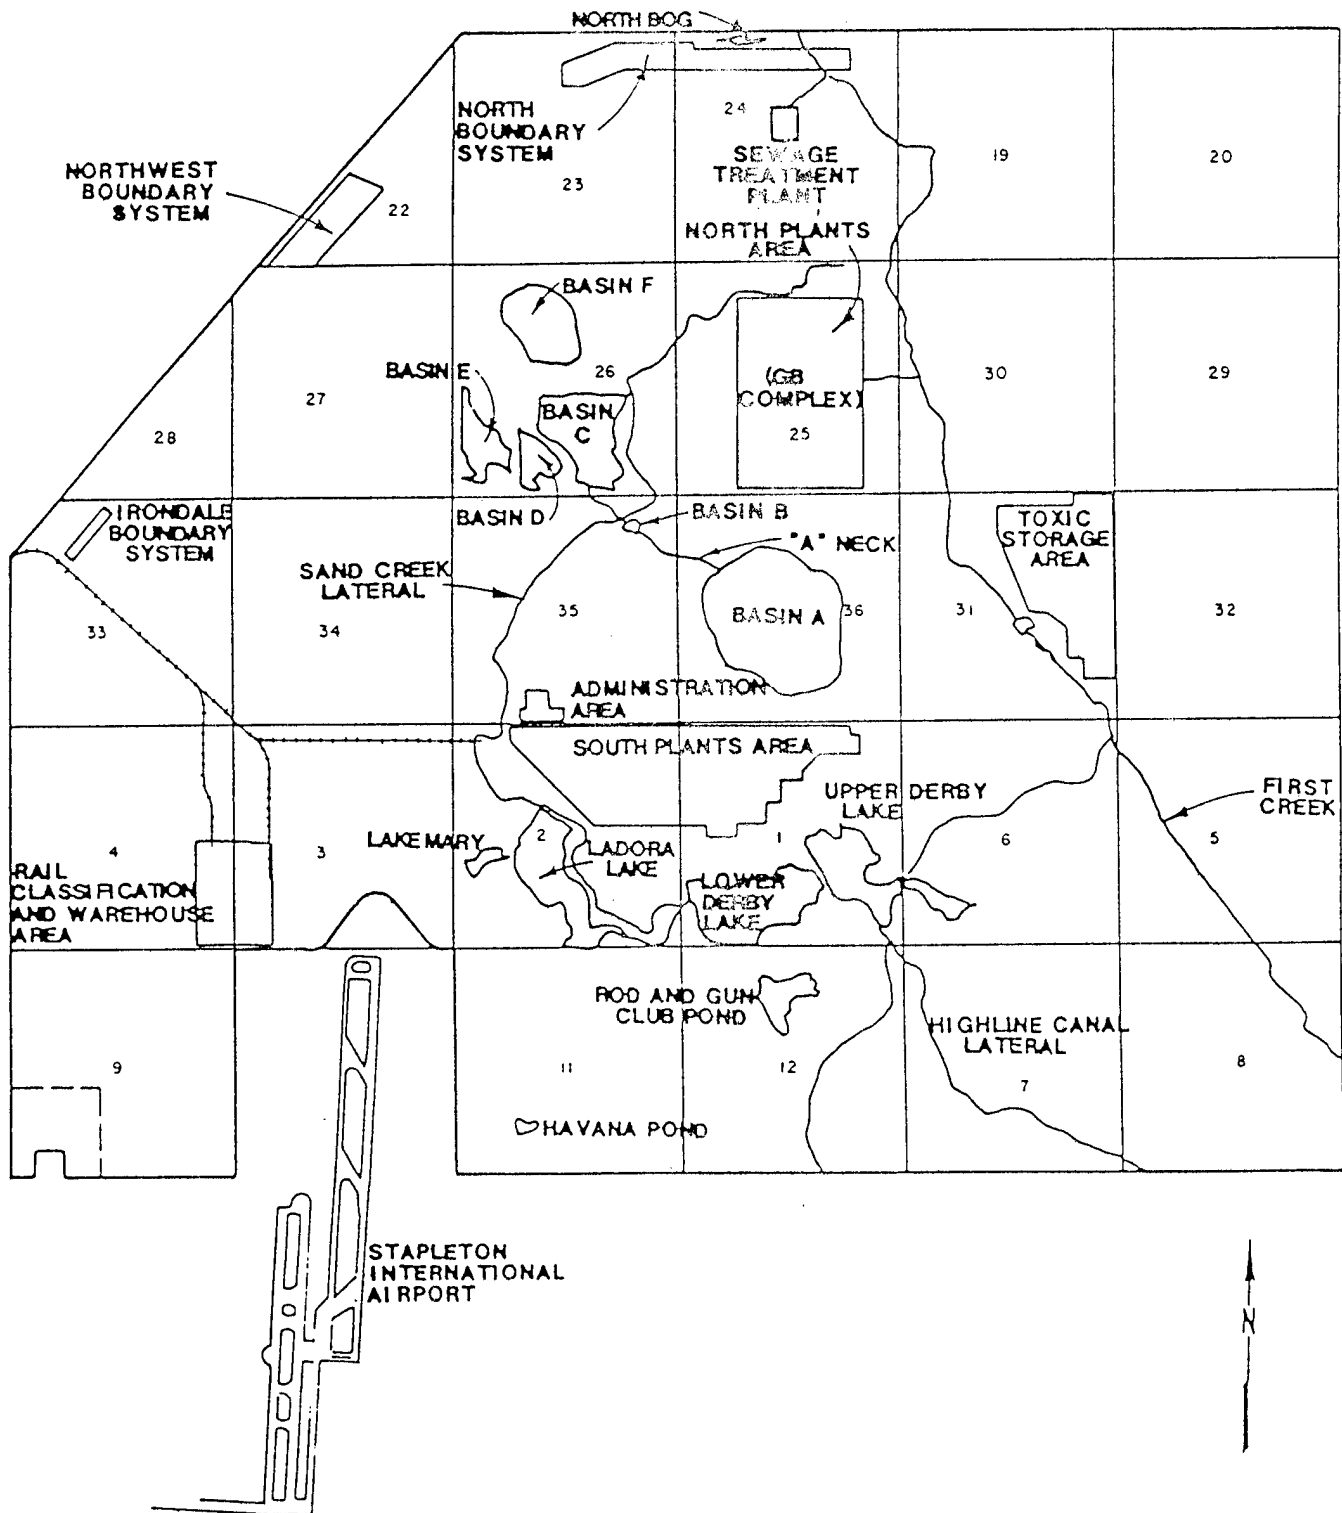 NORTH BOG
NORTH
BOUNDARY
SYSTEM
24
SEWAGE
TREATMENT
PLANT
19
20
NORTHWEST
BOUNDARY
SYSTEM
22
23
NORTH PLANTS
AREA
BASIN F
BASIN E
26
(GB
COMPLEX)
25
30
29
27
28
BASIN
C
BASIN D
BASIN B
"A" NECK
IRONDALE
BOUNDARY
SYSTEM
TOXIC
STORAGE
AREA
SAND CREEK
LATERAL
33
34
35
BASIN A
36
31
32
ADMINISTRATION
AREA
SOUTH PLANTS AREA
UPPER DERBY
LAKE
FIRST
CREEK
4
3
LAKE MARY
2
LADORA
LAKE
1
6
5
RAIL
CLASSIFICATION
AND WAREHOUSE
AREA
LOWER
DERBY
LAKE
ROD AND GUN
CLUB POND
HIGHLINE CANAL
LATERAL
9
11
12
7
8
HAVANA POND
STAPLETON
INTERNATIONAL
AIRPORT
N